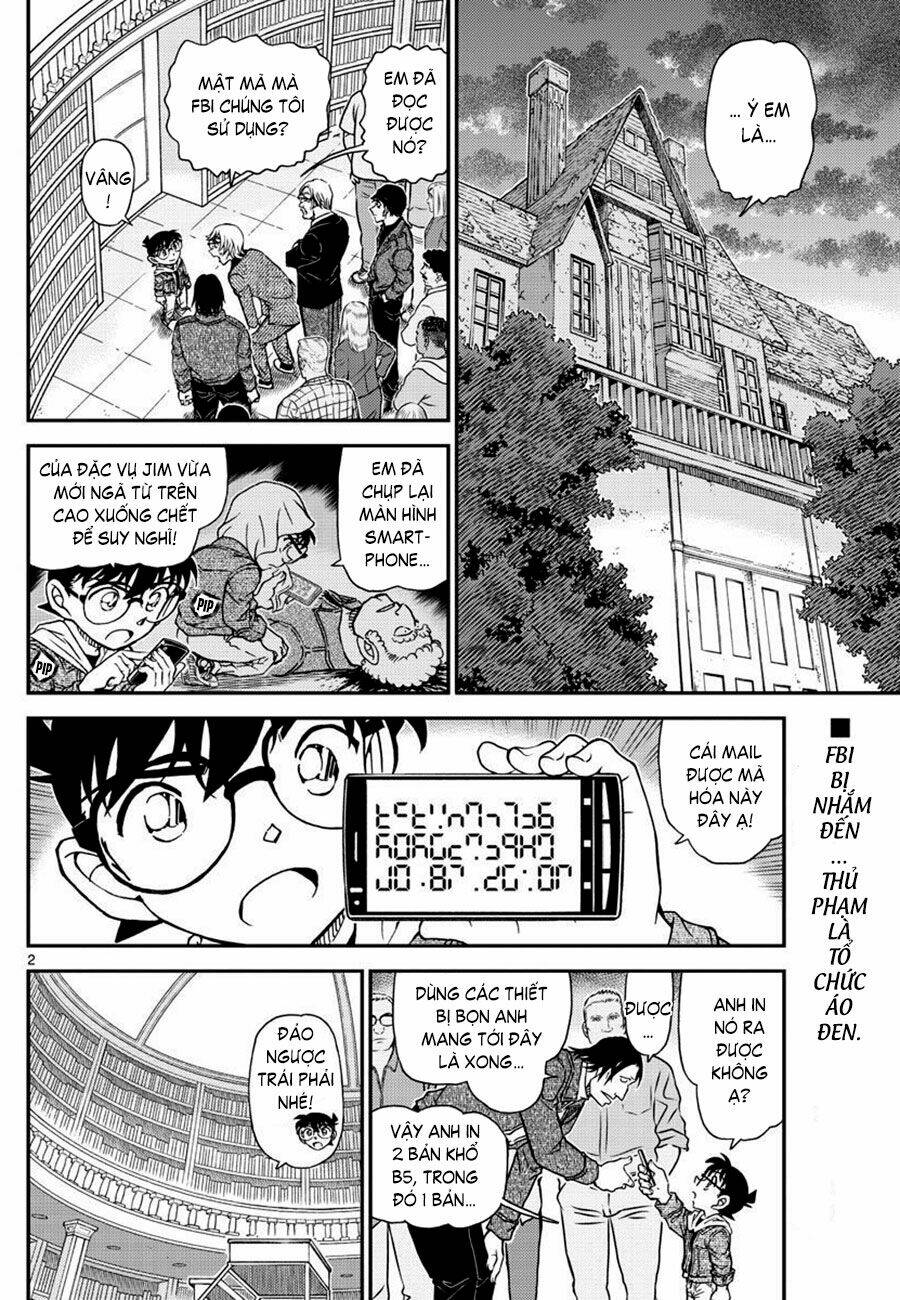 ... Ý EM
LÀ...
EM ĐÃ
ĐỌC
ĐƯỢC
NÓ?
MẬT MÃ MÀ
FBI CHÚNG TÔI
SỬ DỤNG?
VÂNG
!
EM ĐÃ
CHỤP LẠI
MÀN HÌNH
SMART-
PHONE...
CỦA ĐẶC VỤ JIM VỪA
MỚI NGÃ TỪ TRÊN
CAO XUỐNG CHẾT
ĐỂ SUY NGHĨ!
PIP
PIP
FBI
BỊ
NHẮM
ĐẾN
...
THỦ
PHẠM
LÀ
TỔ
CHỨC
ÁO
ĐEN.
CÁI MAIL
ĐƯỢC MÃ
HÓA NÀY
ĐÂY Ạ!
2
ANH IN
NÓ RA
ĐƯỢC
KHÔNG
Ạ?
ĐƯỢC
...
DÙNG CÁC THIẾT
BỊ BỌN ANH
MANG TỚI ĐÂY
LÀ XONG...
VẬY ANH IN
2 BẢN KHỔ
B5, TRONG
ĐÓ 1 BẢN...
ĐẢO
NGƯỢC
TRÁI PHẢI
NHÉ!